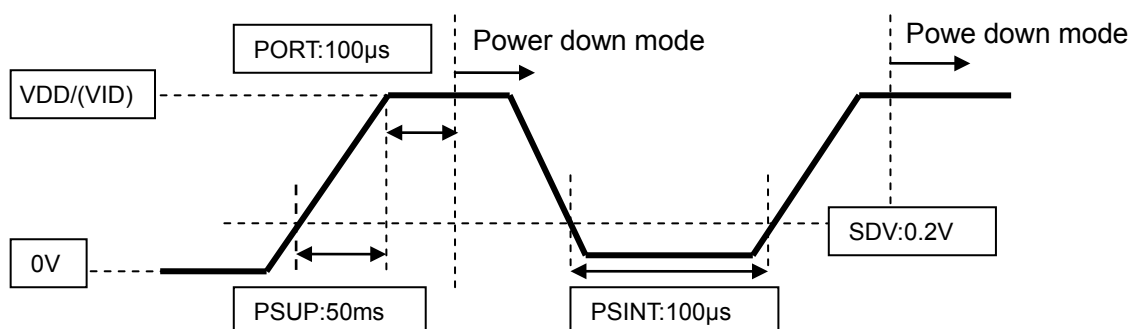 PORT:100µs
Power down mode
Powe down mode
VDD/(VID)
SDV:0.2V
0V
PSUP:50ms
PSINT:100µs